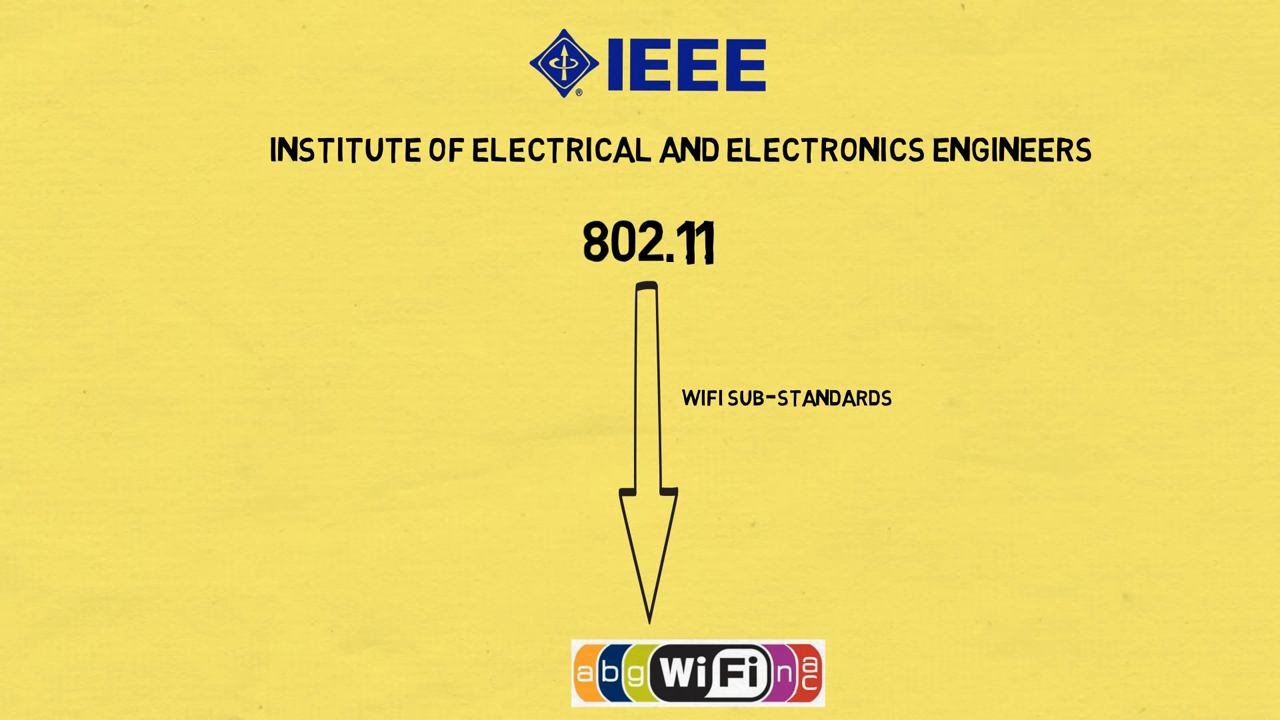 IEEE
®
INSTITUTE OF ELECTRICAL AND ELECTRONICS ENGINEERS
802.11
WIFI SUB-STANDARDS
a b g WiFi n ac